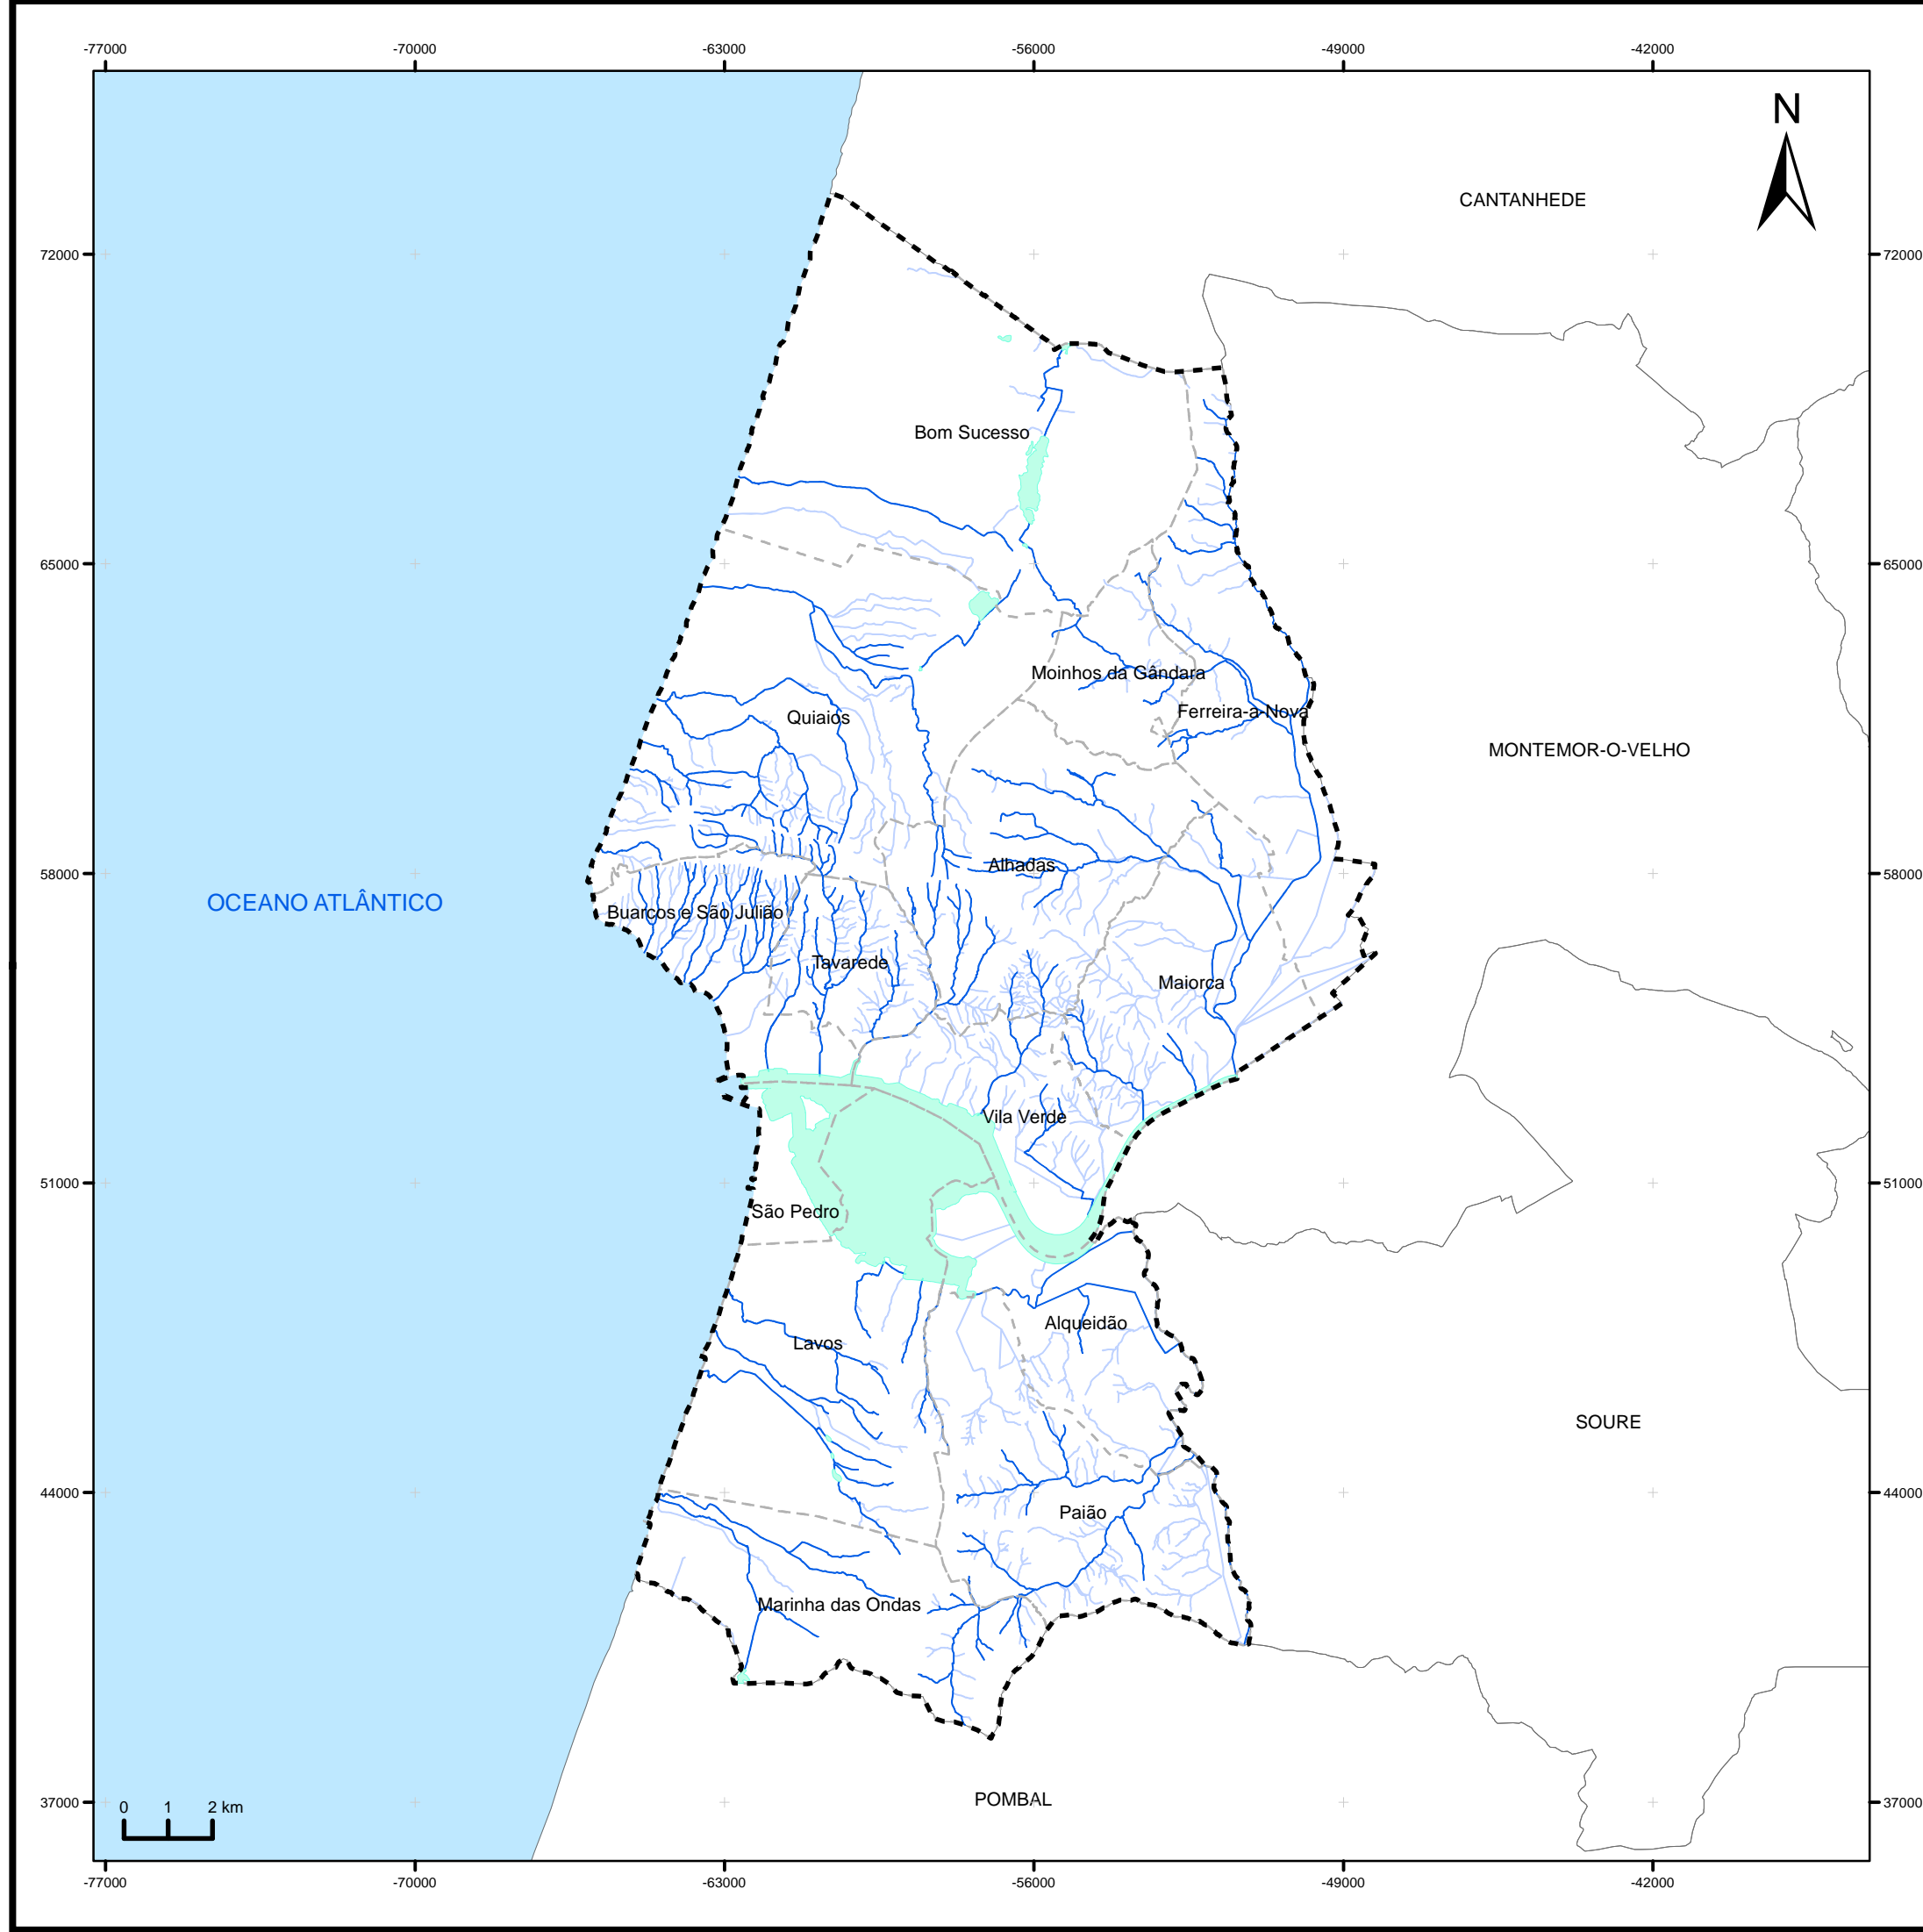 -77000 -70000 -63000 -56000 -49000 -42000
N
CANTANHEDE
72000 72000
Bom Sucesso
65000 65000
Moinhos da Gândara
Ferreira-a-Nova
Quiaios
MONTEMOR-O-VELHO
Alhadas
58000 58000
OCEANO ATLÂNTICO
Buarcos e São Julião
Tavarede
Maiorca
Vila Verde
51000 51000
São Pedro
Alqueidão
Lavos
SOURE
44000 44000
Paião
Marinha das Ondas
POMBAL
37000 37000
0 1 2 km
-77000 -70000 -63000 -56000 -49000 -42000